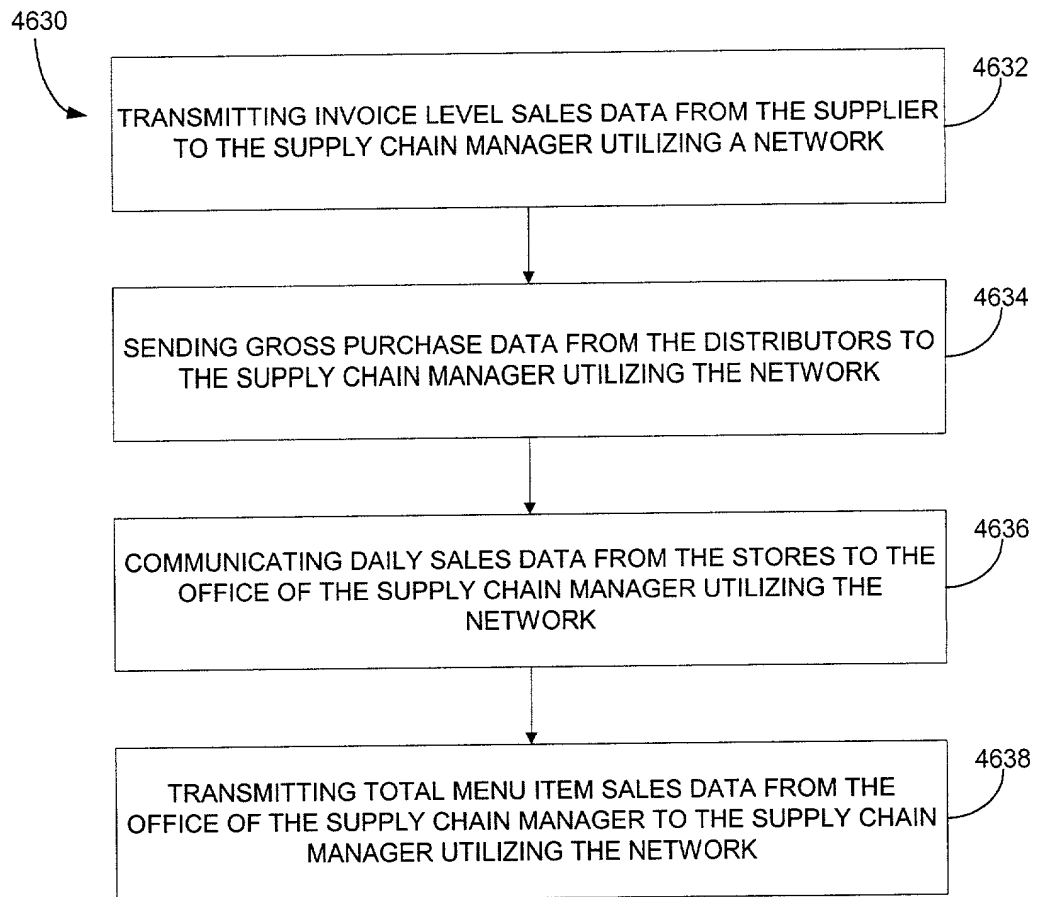 4630
4632
TRANSMITTING INVOICE LEVEL SALES DATA FROM THE SUPPLIER
TO THE SUPPLY CHAIN MANAGER UTILIZING A NETWORK
4634
SENDING GROSS PURCHASE DATA FROM THE DISTRIBUTORS TO
THE SUPPLY CHAIN MANAGER UTILIZING THE NETWORK
4636
COMMUNICATING DAILY SALES DATA FROM THE STORES TO THE
OFFICE OF THE SUPPLY CHAIN MANAGER UTILIZING THE
NETWORK
4638
TRANSMITTING TOTAL MENU ITEM SALES DATA FROM THE
OFFICE OF THE SUPPLY CHAIN MANAGER TO THE SUPPLY CHAIN
MANAGER UTILIZING THE NETWORK